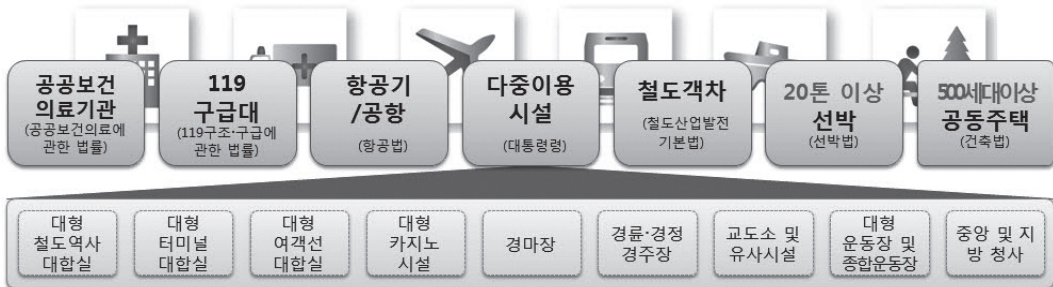 공공보건
의료기관
(공공보건의료에
관한 법률)
119
구급대
(119구조·구급에
관한 법률)
항공기
/공항
(항공법)
다중이용
시설
(대통령령)
철도객차
(철도산업발전
기본법)
20톤 이상
선박
(선박법)
500세대이상
공동주택
(건축법)
대형
철도역사
대합실
대형
터미널
대합실
대형
여객선
대합실
대형
카지노
시설
경마장
경륜·경정
경주장
교도소 및
유사시설
대형
운동장 및
종합운동장
중앙 및 지
방 청사